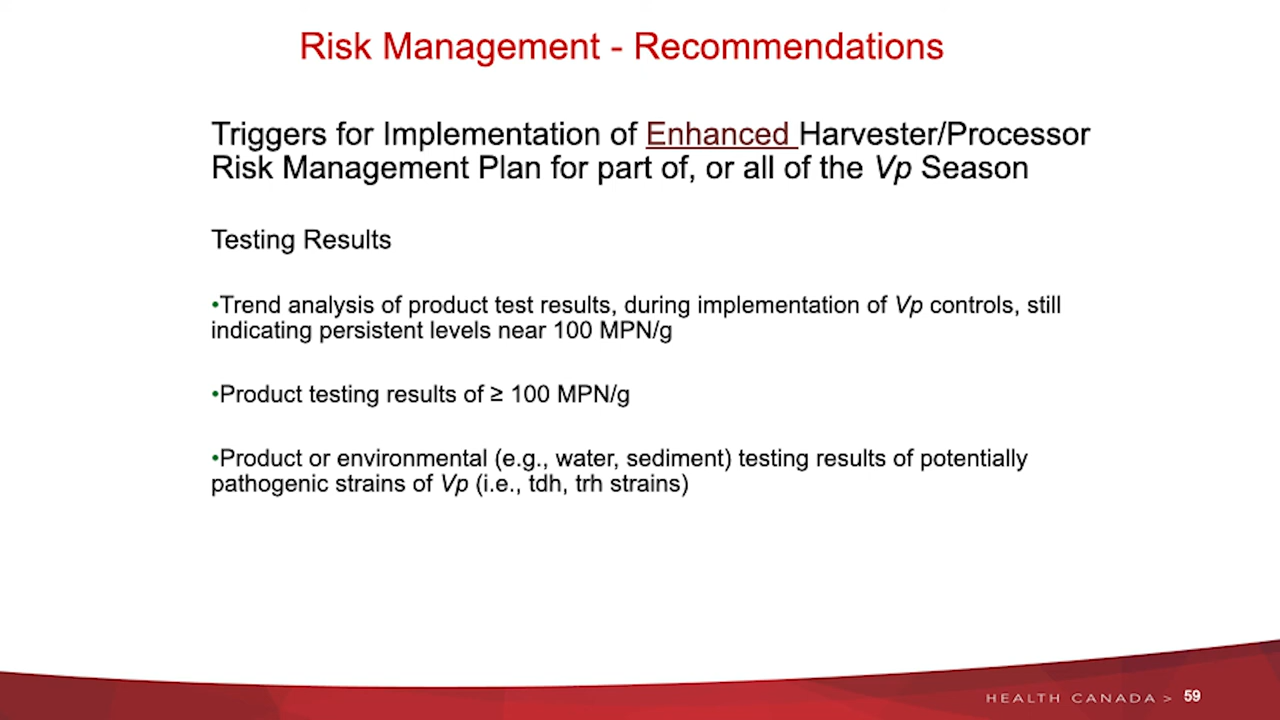 Risk Management - Recommendations
Triggers for Implementation of Enhanced Harvester/Processor
Risk Management Plan for part of, or all of the Vp Season
Testing Results
•Trend analysis of product test results, during implementation of Vp controls, still
indicating persistent levels near 100 MPN/g
•Product testing results of ≥ 100 MPN/g
•Product or environmental (e.g., water, sediment) testing results of potentially
pathogenic strains of Vp (i.e., tdh, trh strains)
HEALTH CANADA > 59